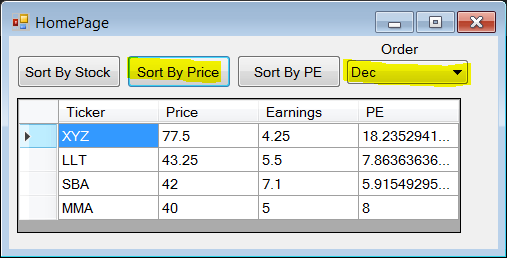 HomePage
Order
Sort By Stock Sort By Price Sort By PE Dec
Ticker Price Earnings PE
XYZ 77.5 4.25 18.2352941...
LLT 43.25 5.5 7.86363636...
SBA 42 7.1 5.91549295...
MMA 40 5 8